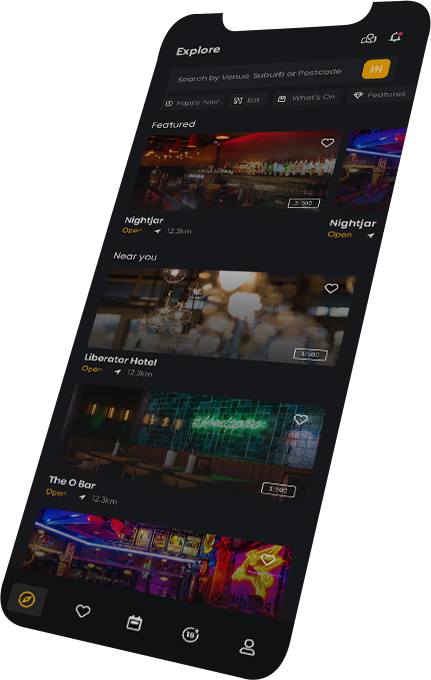 Explore
Search by Venue, Suburb or Postcode
Happy hour
Eat
What's On
Features
Featured
2/500
Nightjar
Open 12.3km
Nightjar
Open
Near you
3/500
Liberator Hotel
Open 12.3km
3/500
The O Bar
Open 12.3km
18+